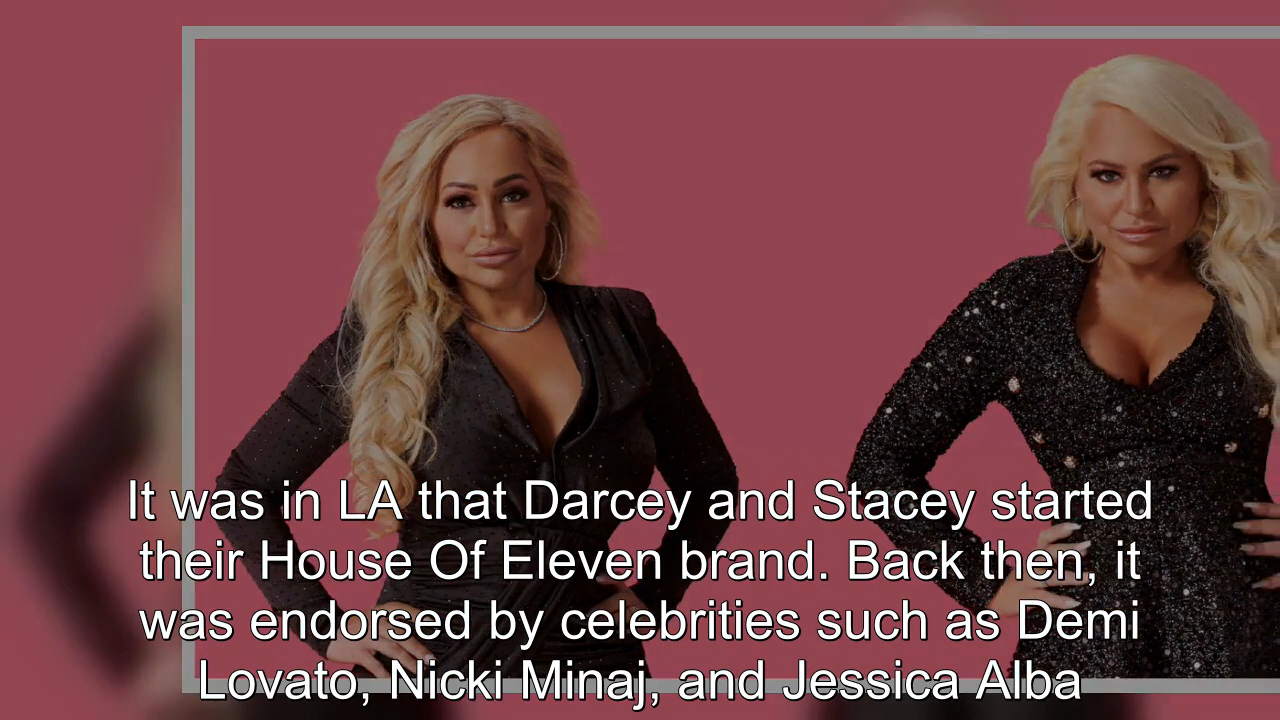 It was in LA that Darcey and Stacey started
their House Of Eleven brand. Back then, it
was endorsed by celebrities such as Demi
Lovato, Nicki Minaj, and Jessica Alba